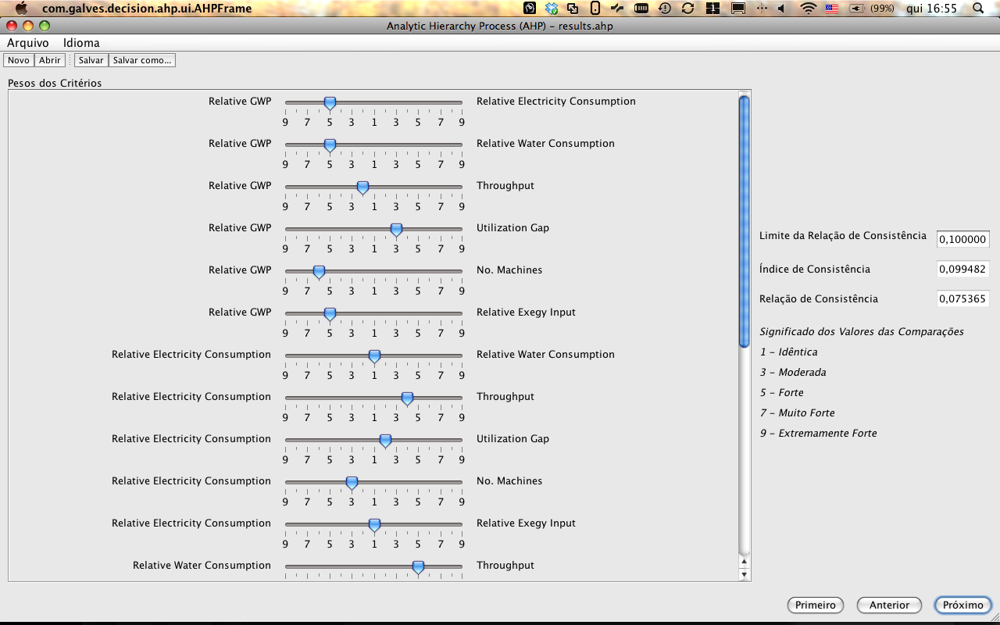 com.galves.decision.ahp.ui.AHPFrame 1 (99%) qui 16:55
Analytic Hierarchy Process (AHP) – results.ahp
Arquivo Idioma
Novo Abrir Salvar Salvar como...
Pesos dos Critérios
Relative GWP Relative Electricity Consumption
9 7 5 3 1 3 5 7 9
Relative GWP Relative Water Consumption
9 7 5 3 1 3 5 7 9
Relative GWP Throughput
9 7 5 3 1 3 5 7 9
Relative GWP Utilization Gap
9 7 5 3 1 3 5 7 9
Relative GWP No. Machines
9 7 5 3 1 3 5 7 9
Relative GWP Relative Exegy Input
9 7 5 3 1 3 5 7 9
Relative Electricity Consumption Relative Water Consumption
9 7 5 3 1 3 5 7 9
Relative Electricity Consumption Throughput
9 7 5 3 1 3 5 7 9
Relative Electricity Consumption Utilization Gap
9 7 5 3 1 3 5 7 9
Relative Electricity Consumption No. Machines
9 7 5 3 1 3 5 7 9
Relative Electricity Consumption Relative Exegy Input
9 7 5 3 1 3 5 7 9
Relative Water Consumption Throughput
Limite da Relação de Consistência 0,100000
Índice de Consistência 0,099482
Relação de Consistência 0,075365
Significado dos Valores das Comparações
1 – Idêntica
3 – Moderada
5 – Forte
7 – Muito Forte
9 – Extremamente Forte
Primeiro Anterior Próximo